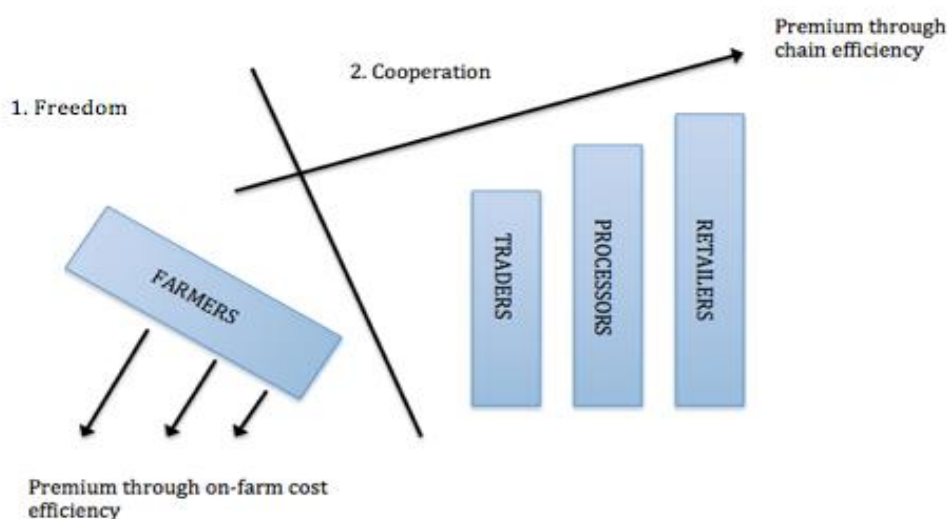 Premium through
chain efficiency
2. Cooperation
1. Freedom
FARMERS
TRADERS
PROCESSORS
RETAILERS
Premium through on-farm cost
efficiency